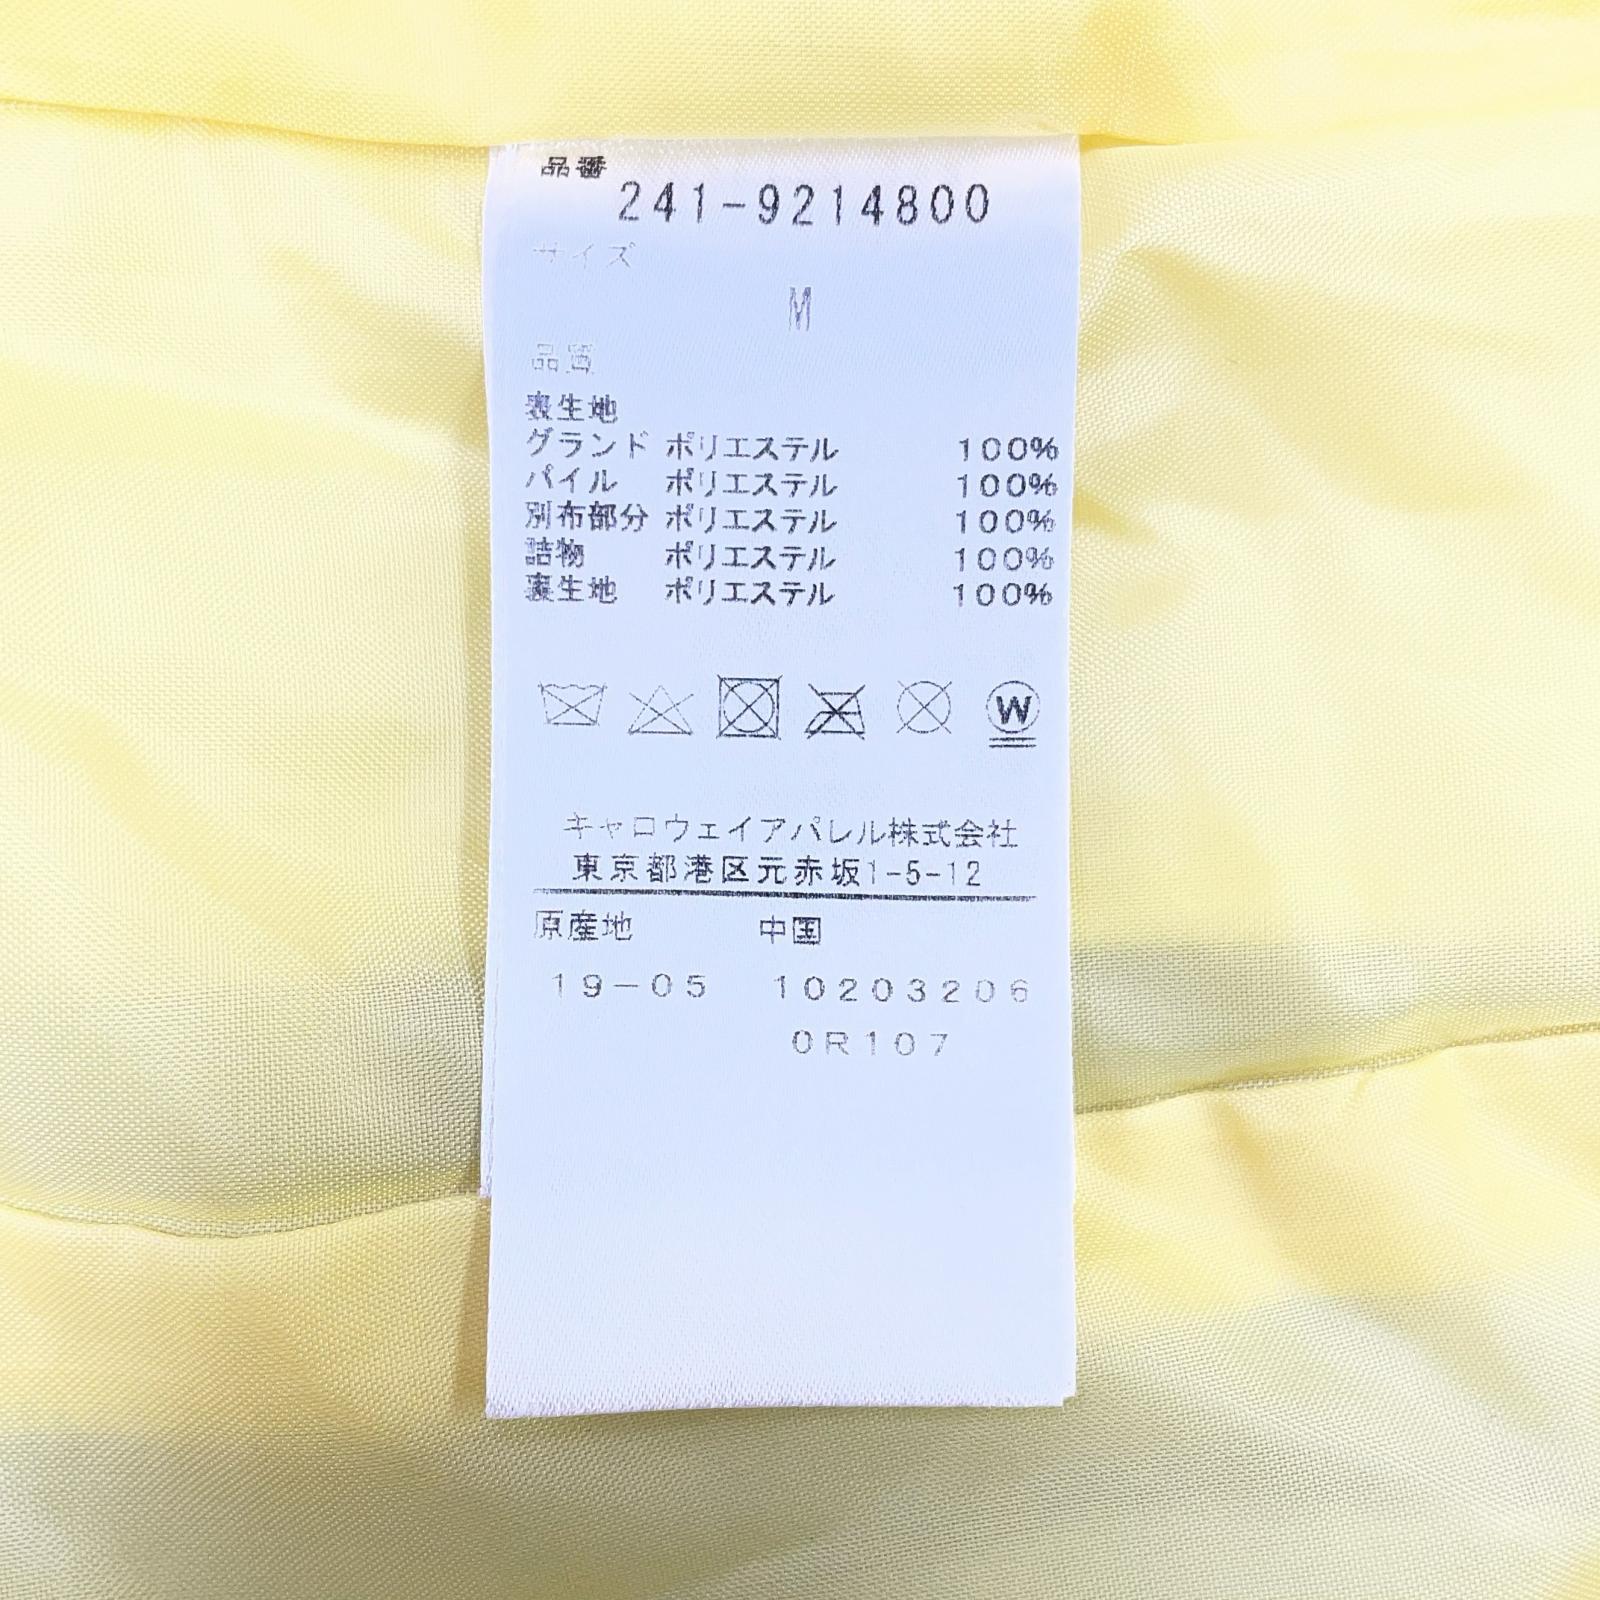 品番
241-9214800
サイズ
M
品質
表生地
グランド ポリエステル 100%
パイル ポリエステル 100%
別布部分 ポリエステル 100%
詰物 ポリエステル 100%
裏生地 ポリエステル 100%
W
キャロウェイアパレル株式会社
東京都港区元赤坂1-5-12
原産地 中国
19-05 10203206
0R107